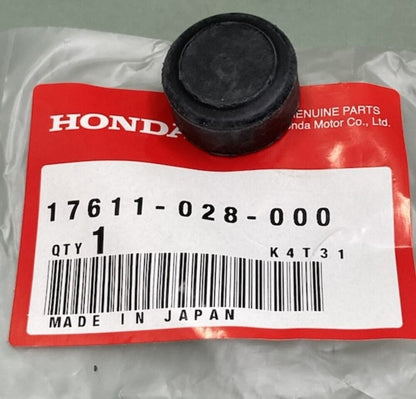 HONDA
GENUINE PARTS
Honda Motor Co., Ltd.
17611-028-000
QTY 1 K4T31
MADE IN JAPAN